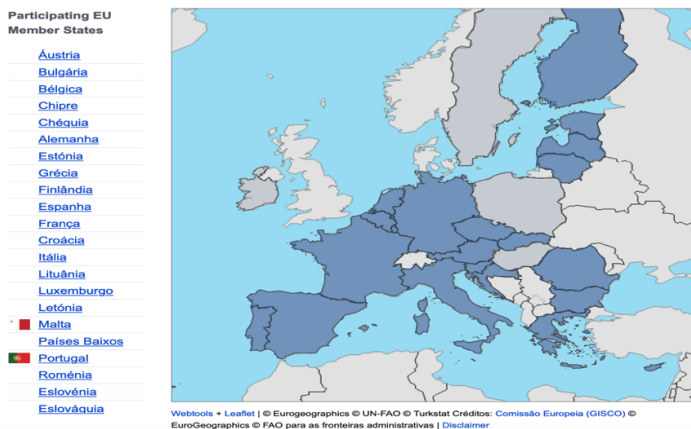 Participating EU
Member States
Áustria
Bulgária
Bélgica
Chipre
Chéquia
Alemanha
Estónia
Grécia
Finlândia
Espanha
França
Croácia
Itália
Lituânia
Luxemburgo
Letónia
Malta
Países Baixos
Portugal
Roménia
Eslovénia
Eslováquia
Webtools + Leaflet | © Eurogeographics © UN-FAO © Turkstat Créditos: Comissão Europeia (GISCO) ©
EuroGeographics © FAO para as fronteiras administrativas | Disclaimer